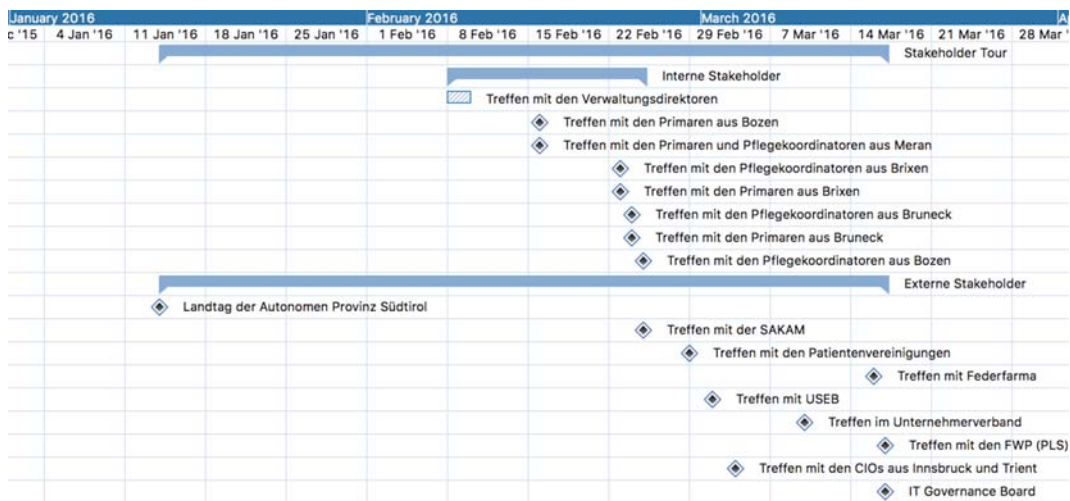 January 2016 February 2016 March 2016 A
c '15 4 Jan '16 11 Jan '16 18 Jan '16 25 Jan '16 1 Feb '16 8 Feb '16 15 Feb '16 22 Feb '16 29 Feb '16 7 Mar '16 14 Mar '16 21 Mar '16 28 Mar '
Stakeholder Tour
Interne Stakeholder
Treffen mit den Verwaltungsdirektoren
Treffen mit den Primaren aus Bozen
Treffen mit den Primaren und Pflegekoordinatoren aus Meran
Treffen mit den Pflegekoordinatoren aus Brixen
Treffen mit den Primaren aus Brixen
Treffen mit den Pflegekoordinatoren aus Bruneck
Treffen mit den Primaren aus Bruneck
Treffen mit den Pflegekoordinatoren aus Bozen
Externe Stakeholder
Landtag der Autonomen Provinz Südtirol
Treffen mit der SAKAM
Treffen mit den Patientenvereinigungen
Treffen mit Federfarma
Treffen mit USEB
Treffen im Unternehmerverband
Treffen mit den FWP (PLS)
Treffen mit den CIOs aus Innsbruck und Trient
IT Governance Board